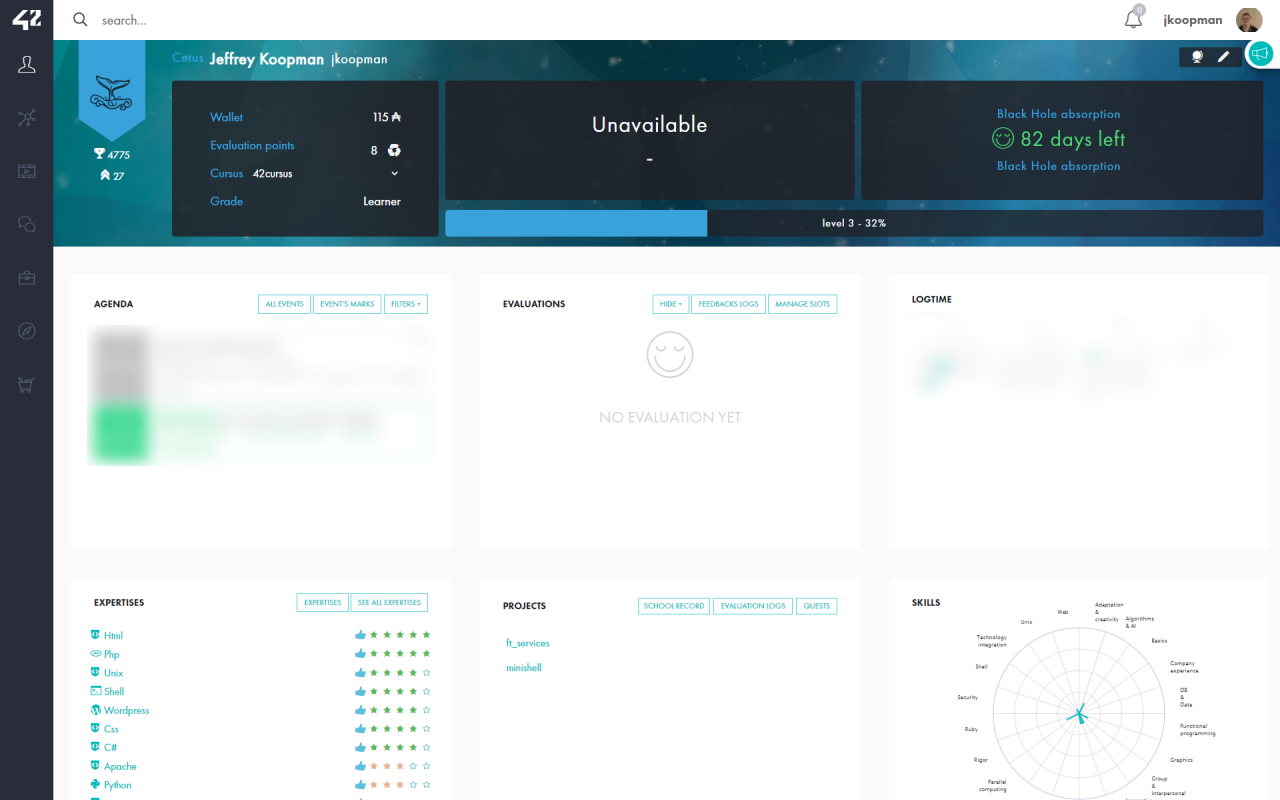 42
search...
0
jkoopman
Cetus Jeffrey Koopman jkoopman
4775
27
Wallet 115
Evaluation points 8
Cursus 42cursus
Grade Learner
Unavailable
-
Black Hole absorption
82 days left
Black Hole absorption
level 3 - 32%
AGENDA
ALL EVENTS
EVENT'S MARKS
FILTERS
EVALUATIONS
HIDE
FEEDBACKS LOGS
MANAGE SLOTS
NO EVALUATION YET
LOGTIME
EXPERTISES
EXPERTISES
SEE ALL EXPERTISES
Html
Php
Unix
Shell
Wordpress
Css
C#
Apache
Python
PROJECTS
SCHOOL RECORD
EVALUATION LOGS
QUESTS
ft_services
minishell
SKILLS
Web
Adaptation
&
creativity
Algorithms
& AI
Unix
Basics
Technology
integration
Company
experience
Shell
DB
&
Data
Security
Functional
programming
Ruby
Graphics
Rigor
Group
&
interpersonal
Parallel
computing